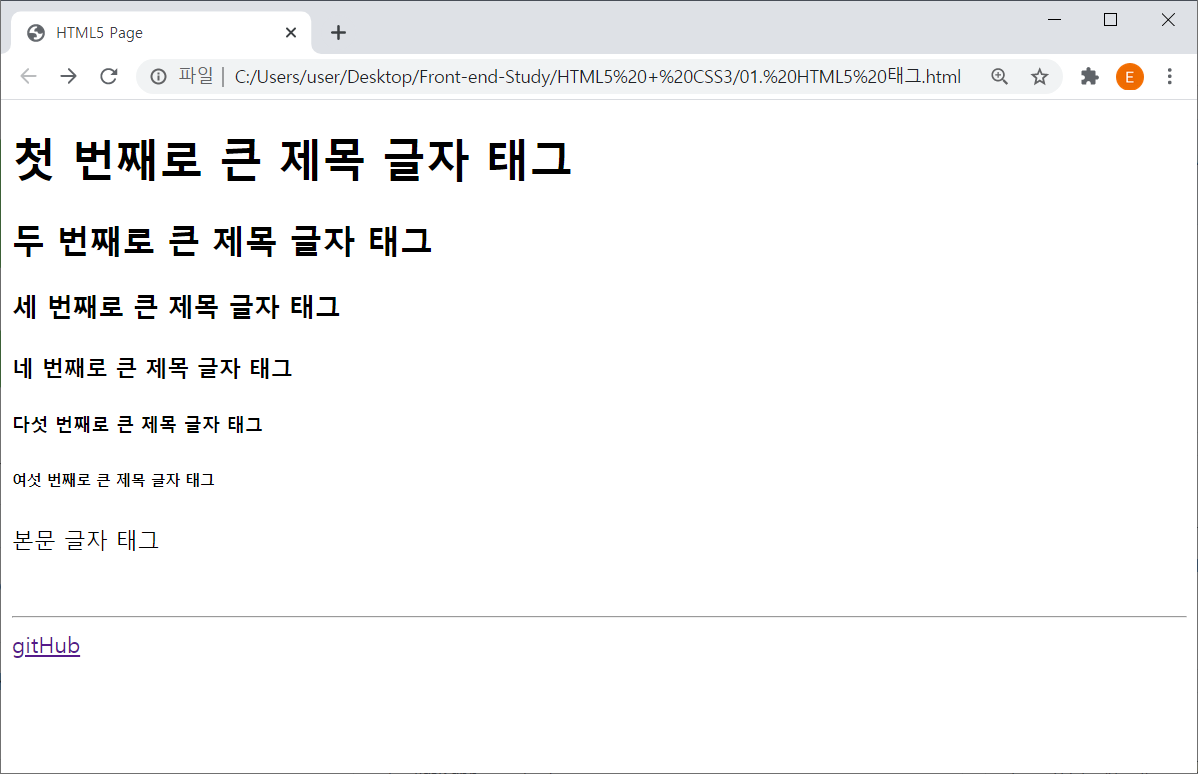 HTML5 Page
파일 | C:/Users/user/Desktop/Front-end-Study/HTML5%20+%20CSS3/01.%20HTML5%20태그.html
E
첫 번째로 큰 제목 글자 태그
두 번째로 큰 제목 글자 태그
세 번째로 큰 제목 글자 태그
네 번째로 큰 제목 글자 태그
다섯 번째로 큰 제목 글자 태그
여섯 번째로 큰 제목 글자 태그
본문 글자 태그
gitHub